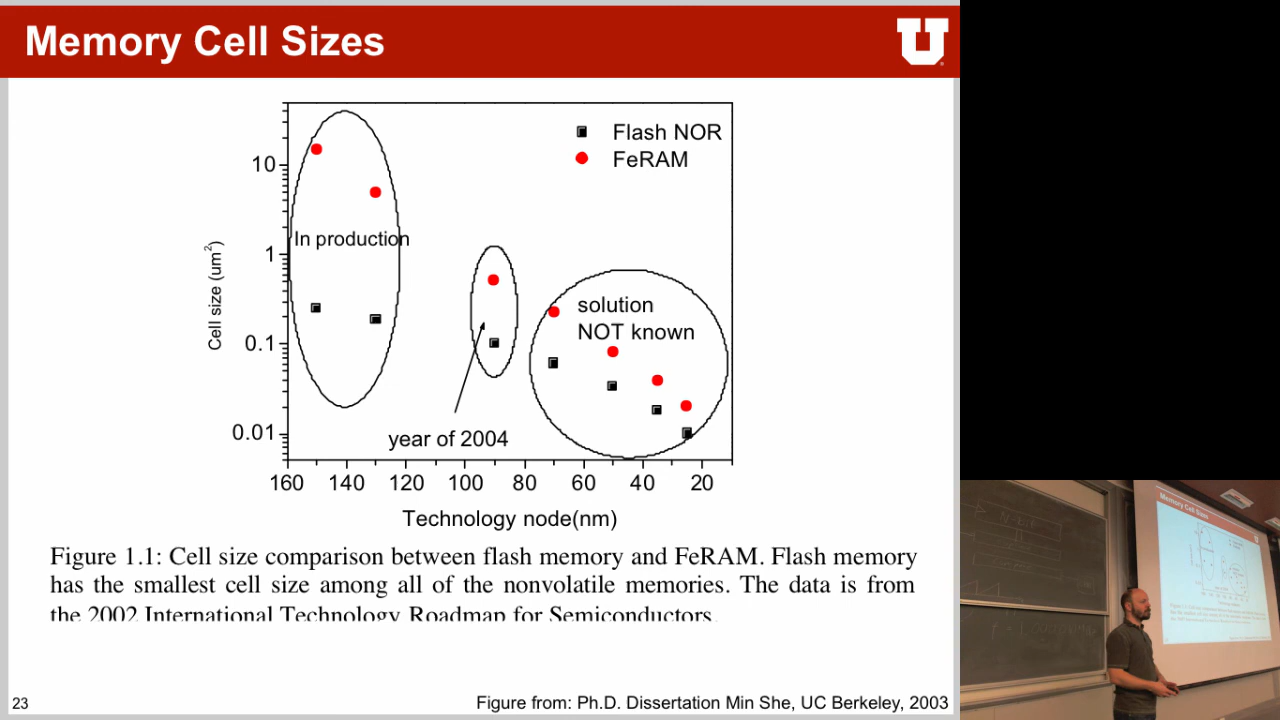 Memory Cell Sizes
U
Flash NOR
FeRAM
10
1
0.1
0.01
Cell size (um²)
In production
solution
NOT known
year of 2004
160 140 120 100 80 60 40 20
Technology node(nm)
Figure 1.1: Cell size comparison between flash memory and FeRAM. Flash memory
has the smallest cell size among all of the nonvolatile memories. The data is from
the 2002 International Technology Roadmap for Semiconductors.
23
Figure from: Ph.D. Dissertation Min She, UC Berkeley, 2003
Memory Cell Sizes